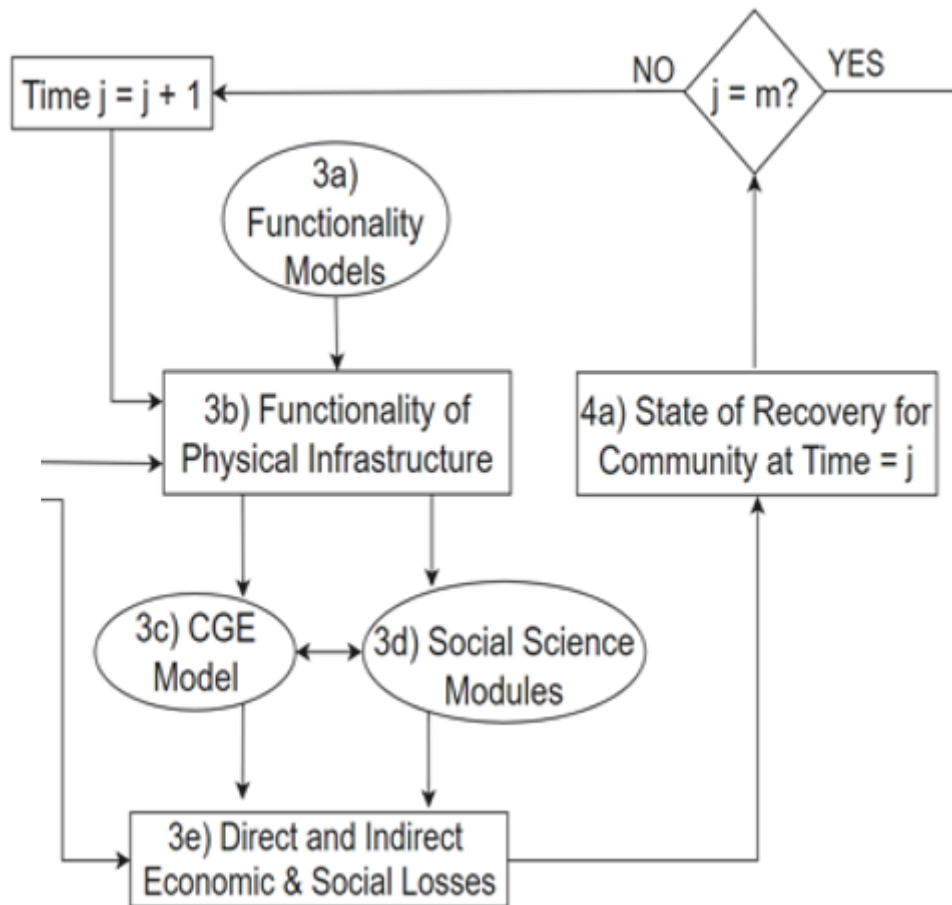 NO
YES
Time j = j + 1
j = m?
3a)
Functionality
Models
3b) Functionality of
Physical Infrastructure
4a) State of Recovery for
Community at Time = j
3c) CGE
Model
3d) Social Science
Modules
3e) Direct and Indirect
Economic & Social Losses